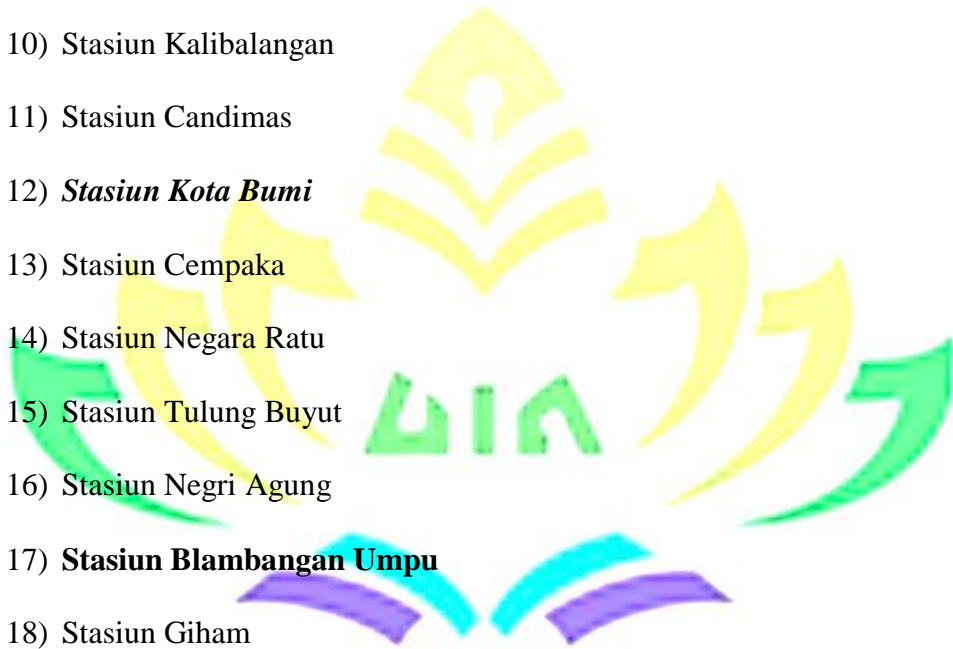 10) Stasiun Kalibalangan
11) Stasiun Candimas
12) Stasiun Kota Bumi
13) Stasiun Cempaka
14) Stasiun Negara Ratu
15) Stasiun Tulung Buyut
UIN
16) Stasiun Negri Agung
17) Stasiun Blambangan Umpu
18) Stasiun Giham